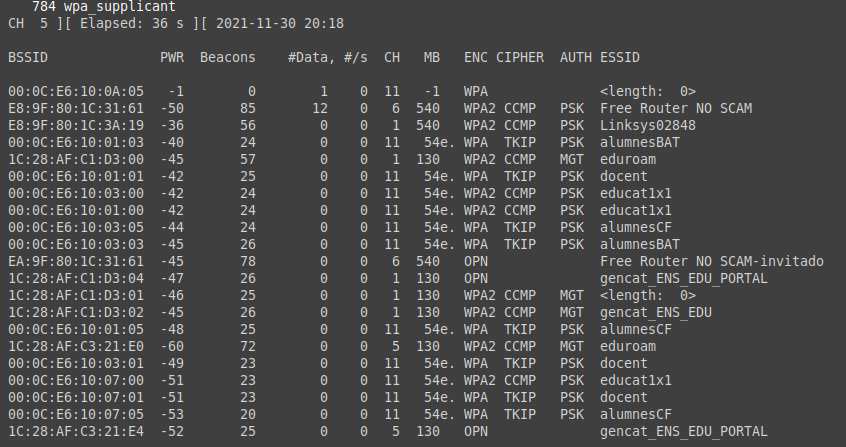 784 wpa_supplicant
CH  5 ][ Elapsed: 36 s ][ 2021-11-30 20:18
BSSID              PWR  Beacons    #Data, #/s  CH   MB   ENC CIPHER  AUTH ESSID
00:0C:E6:10:0A:05   -1        0        1    0  11   -1   WPA              <length:  0>
E8:9F:80:1C:31:61  -50       85       12    0   6  540   WPA2 CCMP   PSK  Free Router NO SCAM
E8:9F:80:1C:3A:19  -36       56        0    0   1  540   WPA2 CCMP   PSK  Linksys02848
00:0C:E6:10:01:03  -40       24        0    0  11   54e. WPA  TKIP   PSK  alumnesBAT
1C:28:AF:C1:D3:00  -45       57        0    0   1  130   WPA2 CCMP   MGT  eduroam
00:0C:E6:10:01:01  -42       25        0    0  11   54e. WPA  TKIP   PSK  docent
00:0C:E6:10:03:00  -42       24        0    0  11   54e. WPA2 CCMP   PSK  educat1x1
00:0C:E6:10:01:00  -42       24        0    0  11   54e. WPA2 CCMP   PSK  educat1x1
00:0C:E6:10:03:05  -44       24        0    0  11   54e. WPA  TKIP   PSK  alumnesCF
00:0C:E6:10:03:03  -45       26        0    0  11   54e. WPA  TKIP   PSK  alumnesBAT
EA:9F:80:1C:31:61  -45       78        0    0   6  540   OPN              Free Router NO SCAM-invitado
1C:28:AF:C1:D3:04  -47       26        0    0   1  130   OPN              gencat_ENS_EDU_PORTAL
1C:28:AF:C1:D3:01  -46       25        0    0   1  130   WPA2 CCMP   MGT  <length:  0>
1C:28:AF:C1:D3:02  -45       26        0    0   1  130   WPA2 CCMP   MGT  gencat_ENS_EDU
00:0C:E6:10:01:05  -48       25        0    0  11   54e. WPA  TKIP   PSK  alumnesCF
1C:28:AF:C3:21:E0  -60       72        0    0   5  130   WPA2 CCMP   MGT  eduroam
00:0C:E6:10:03:01  -49       23        0    0  11   54e. WPA  TKIP   PSK  docent
00:0C:E6:10:07:00  -51       23        0    0  11   54e. WPA2 CCMP   PSK  educat1x1
00:0C:E6:10:07:01  -51       23        0    0  11   54e. WPA  TKIP   PSK  docent
00:0C:E6:10:07:05  -53       20        0    0  11   54e. WPA  TKIP   PSK  alumnesCF
1C:28:AF:C3:21:E4  -52       25        0    0   5  130   OPN              gencat_ENS_EDU_PORTAL